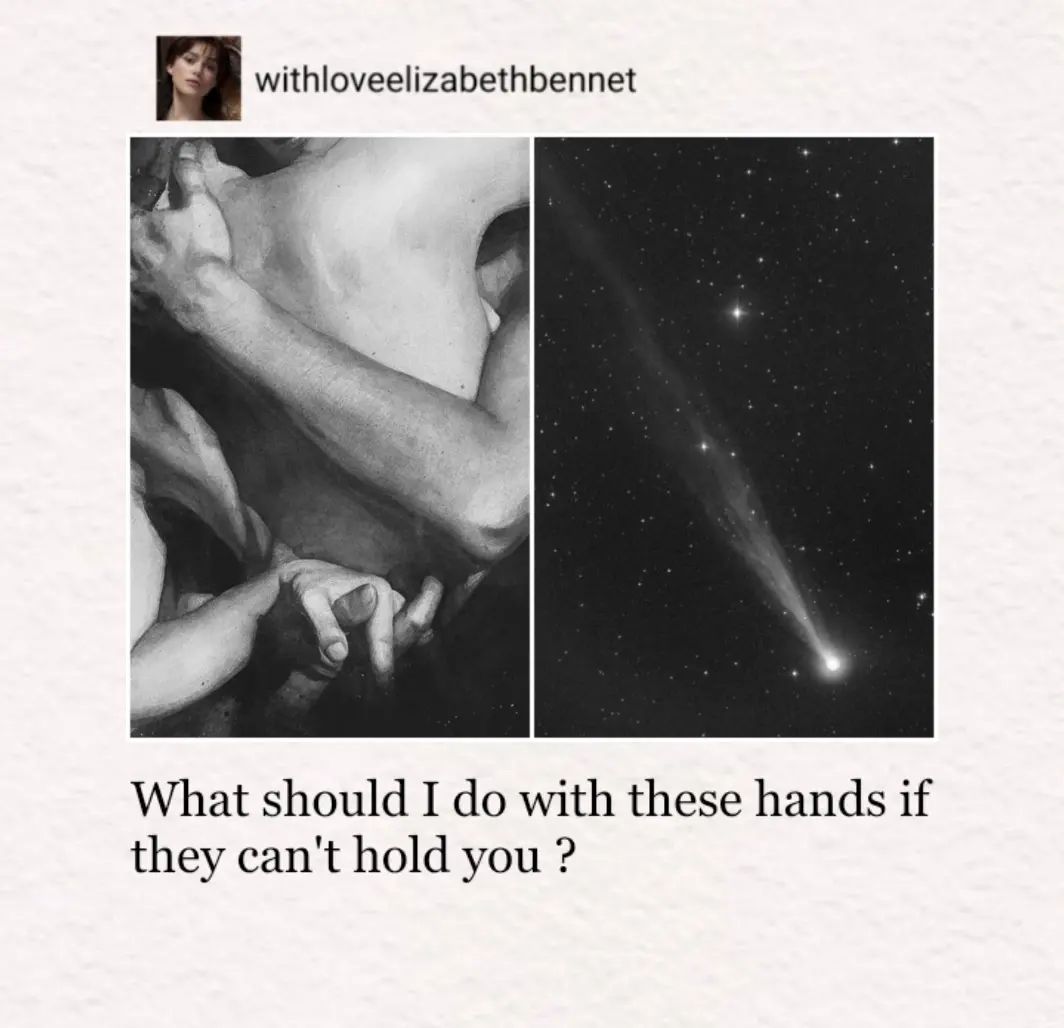 withloveelizabethbennet
What should I do with these hands if
they can't hold you ?